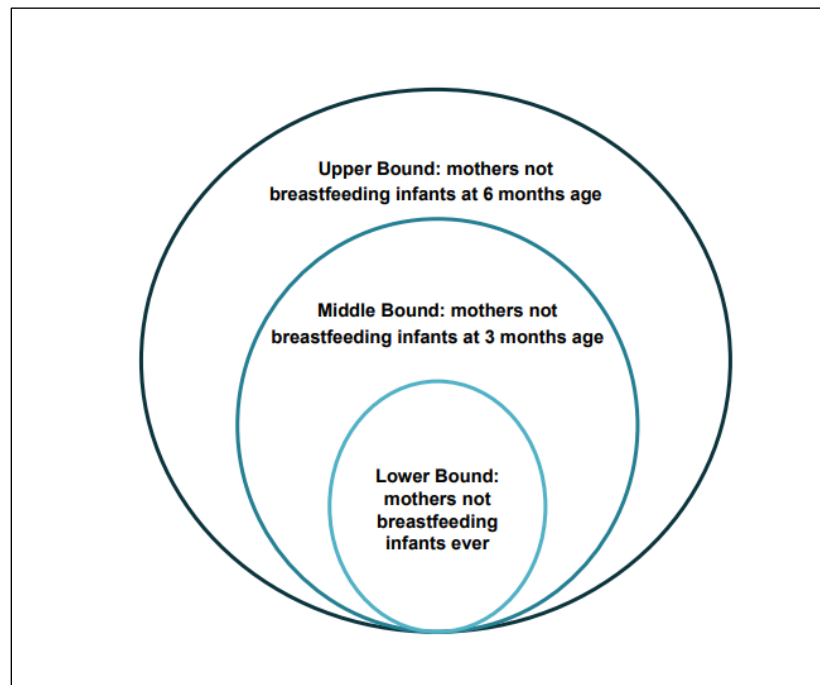 Upper Bound: mothers not
breastfeeding infants at 6 months age
Middle Bound: mothers not
breastfeeding infants at 3 months age
Lower Bound:
mothers not
breastfeeding
infants ever